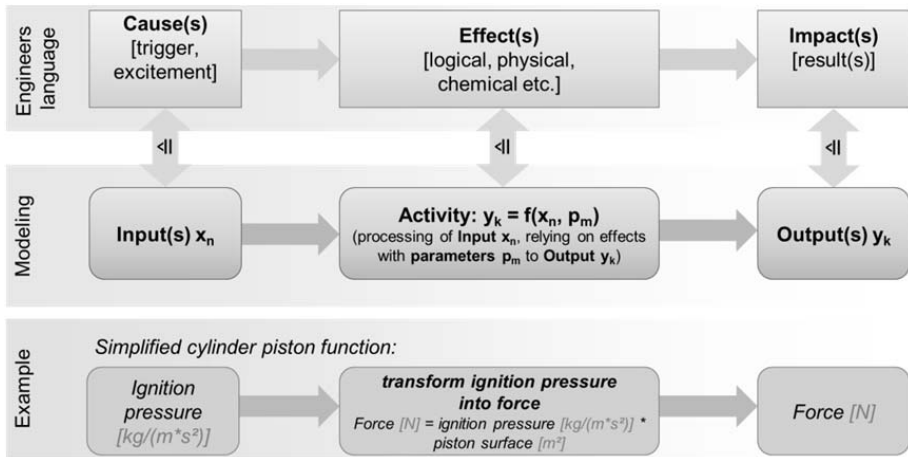 Engineers
language
Cause(s)
[trigger,
excitement]
Effect(s)
[logical, physical,
chemical etc.]
Impact(s)
[result(s)]
≙
≙
≙
Modeling
Input(s) xₙ
Activity: yₖ = f(xₙ, pₘ)
(processing of Input xₙ, relying on effects
with parameters pₘ to Output yₖ)
Output(s) yₖ
Example
Simplified cylinder piston function:
Ignition
pressure
[kg/(m*s²)]
transform ignition pressure
into force
Force [N] = ignition pressure [kg/(m*s²)] *
piston surface [m²]
Force [N]